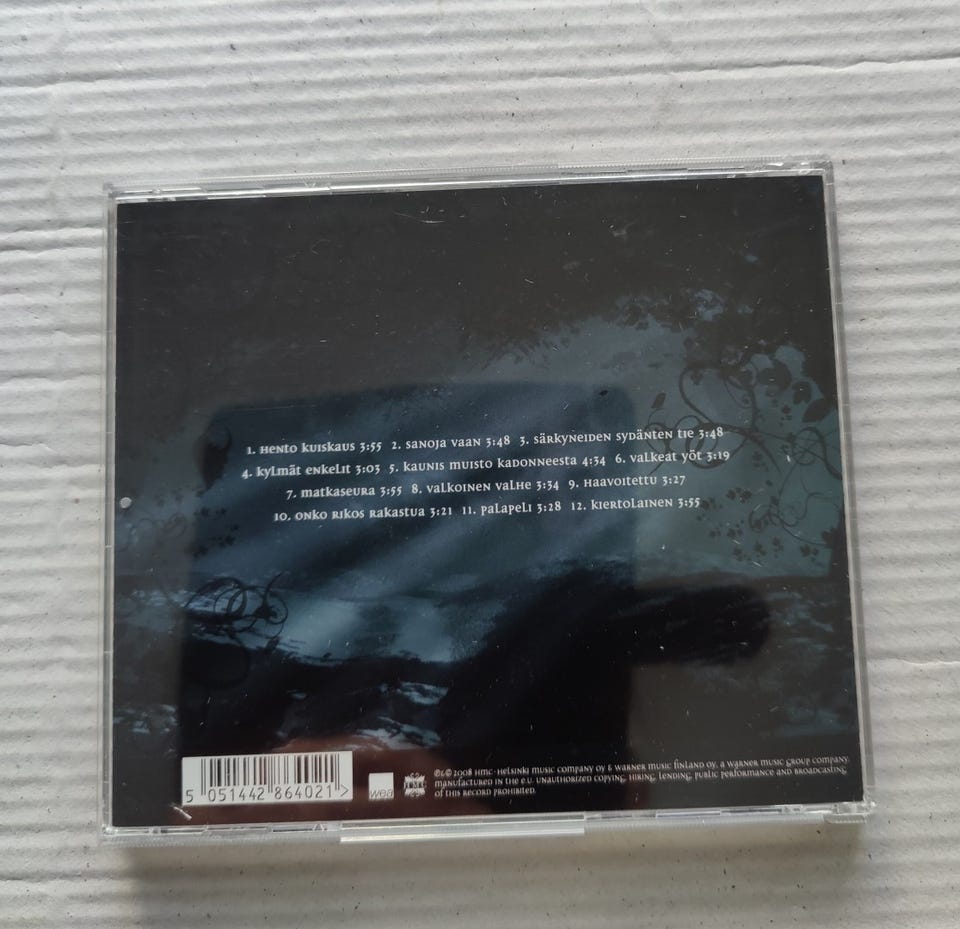 1. Hento kuiskaus 3:55 2. Sanoja vaan 3:48 3. Särkyneiden sydänten tie 3:48
4. Kylmät enkelit 3:03 5. Kaunis muisto kadonneesta 4:34 6. Valkeat yöt 3:19
7. Matkaseura 3:55 8. Valkoinen valhe 3:34 9. Haavoitettu 3:27
10. Onko rikos rakastua 3:21 11. Palapeli 3:28 12. Kiertolainen 3:55
5 051442 864021 >
wea
HMC
℗&© 2008 HMC-Helsinki Music Company Oy & Warner Music Finland Oy, a Warner Music Group Company.
Manufactured in the E.U. Unauthorized copying, hiring, lending, public performance and broadcasting
of this record prohibited.